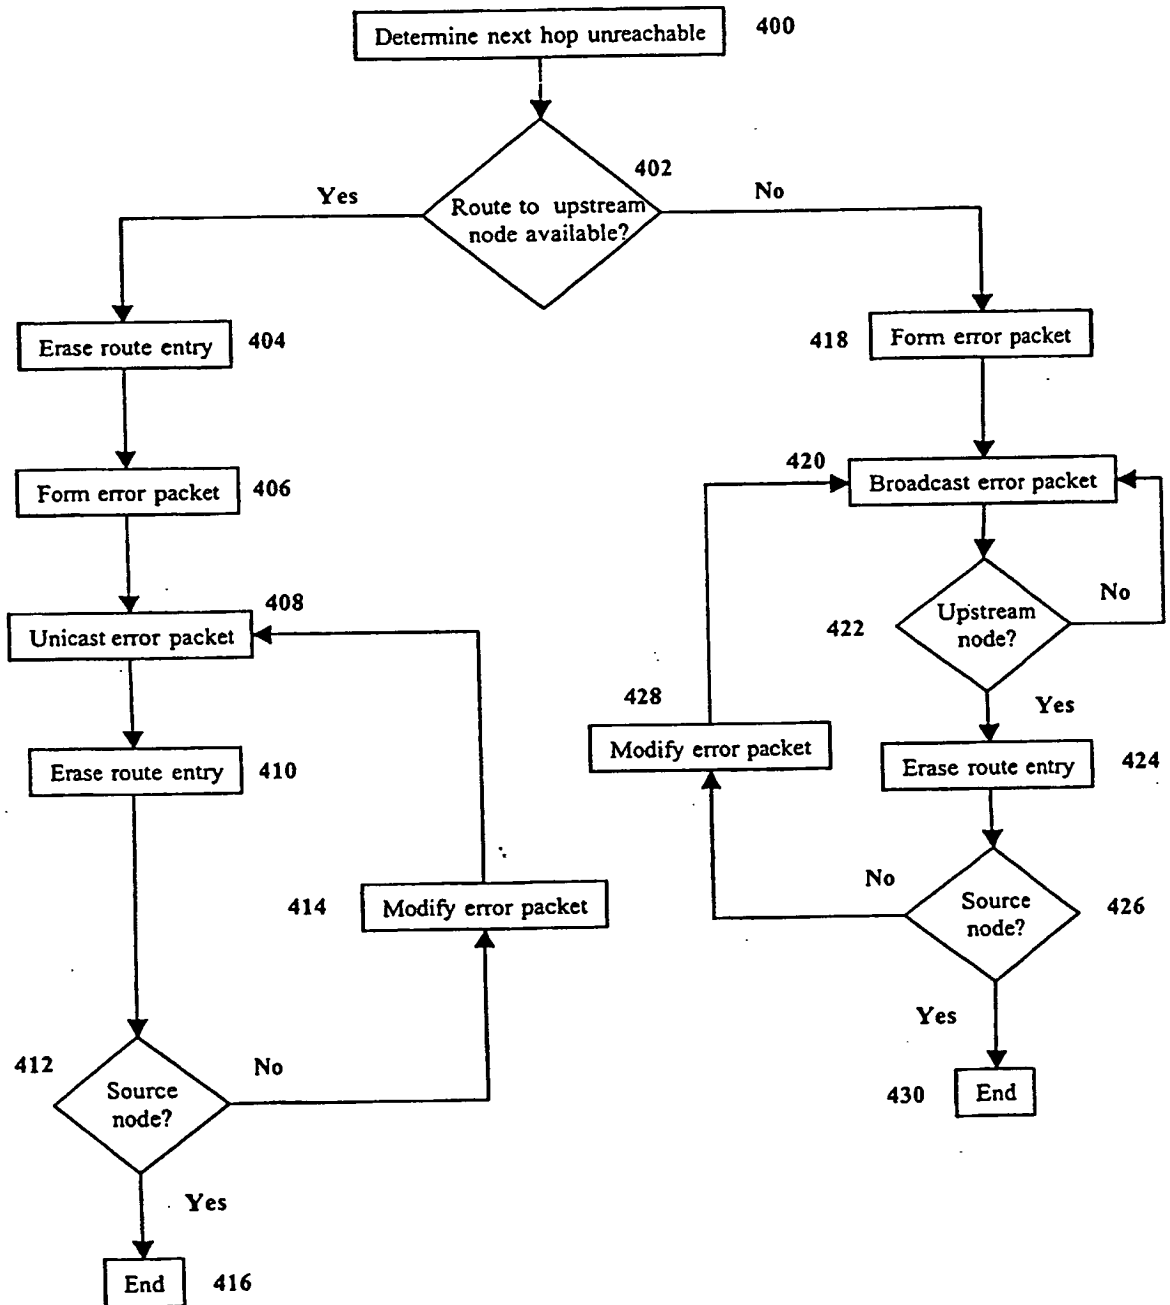 Determine next hop unreachable
400
402
Yes
No
Route to upstream
node available?
Erase route entry
404
418
Form error packet
Form error packet
406
420
Broadcast error packet
408
Unicast error packet
422
Upstream
node?
No
428
Yes
Modify error packet
Erase route entry
424
Erase route entry
410
No
414
Modify error packet
Source
node?
426
Yes
412
No
Source
node?
430
End
Yes
End
416